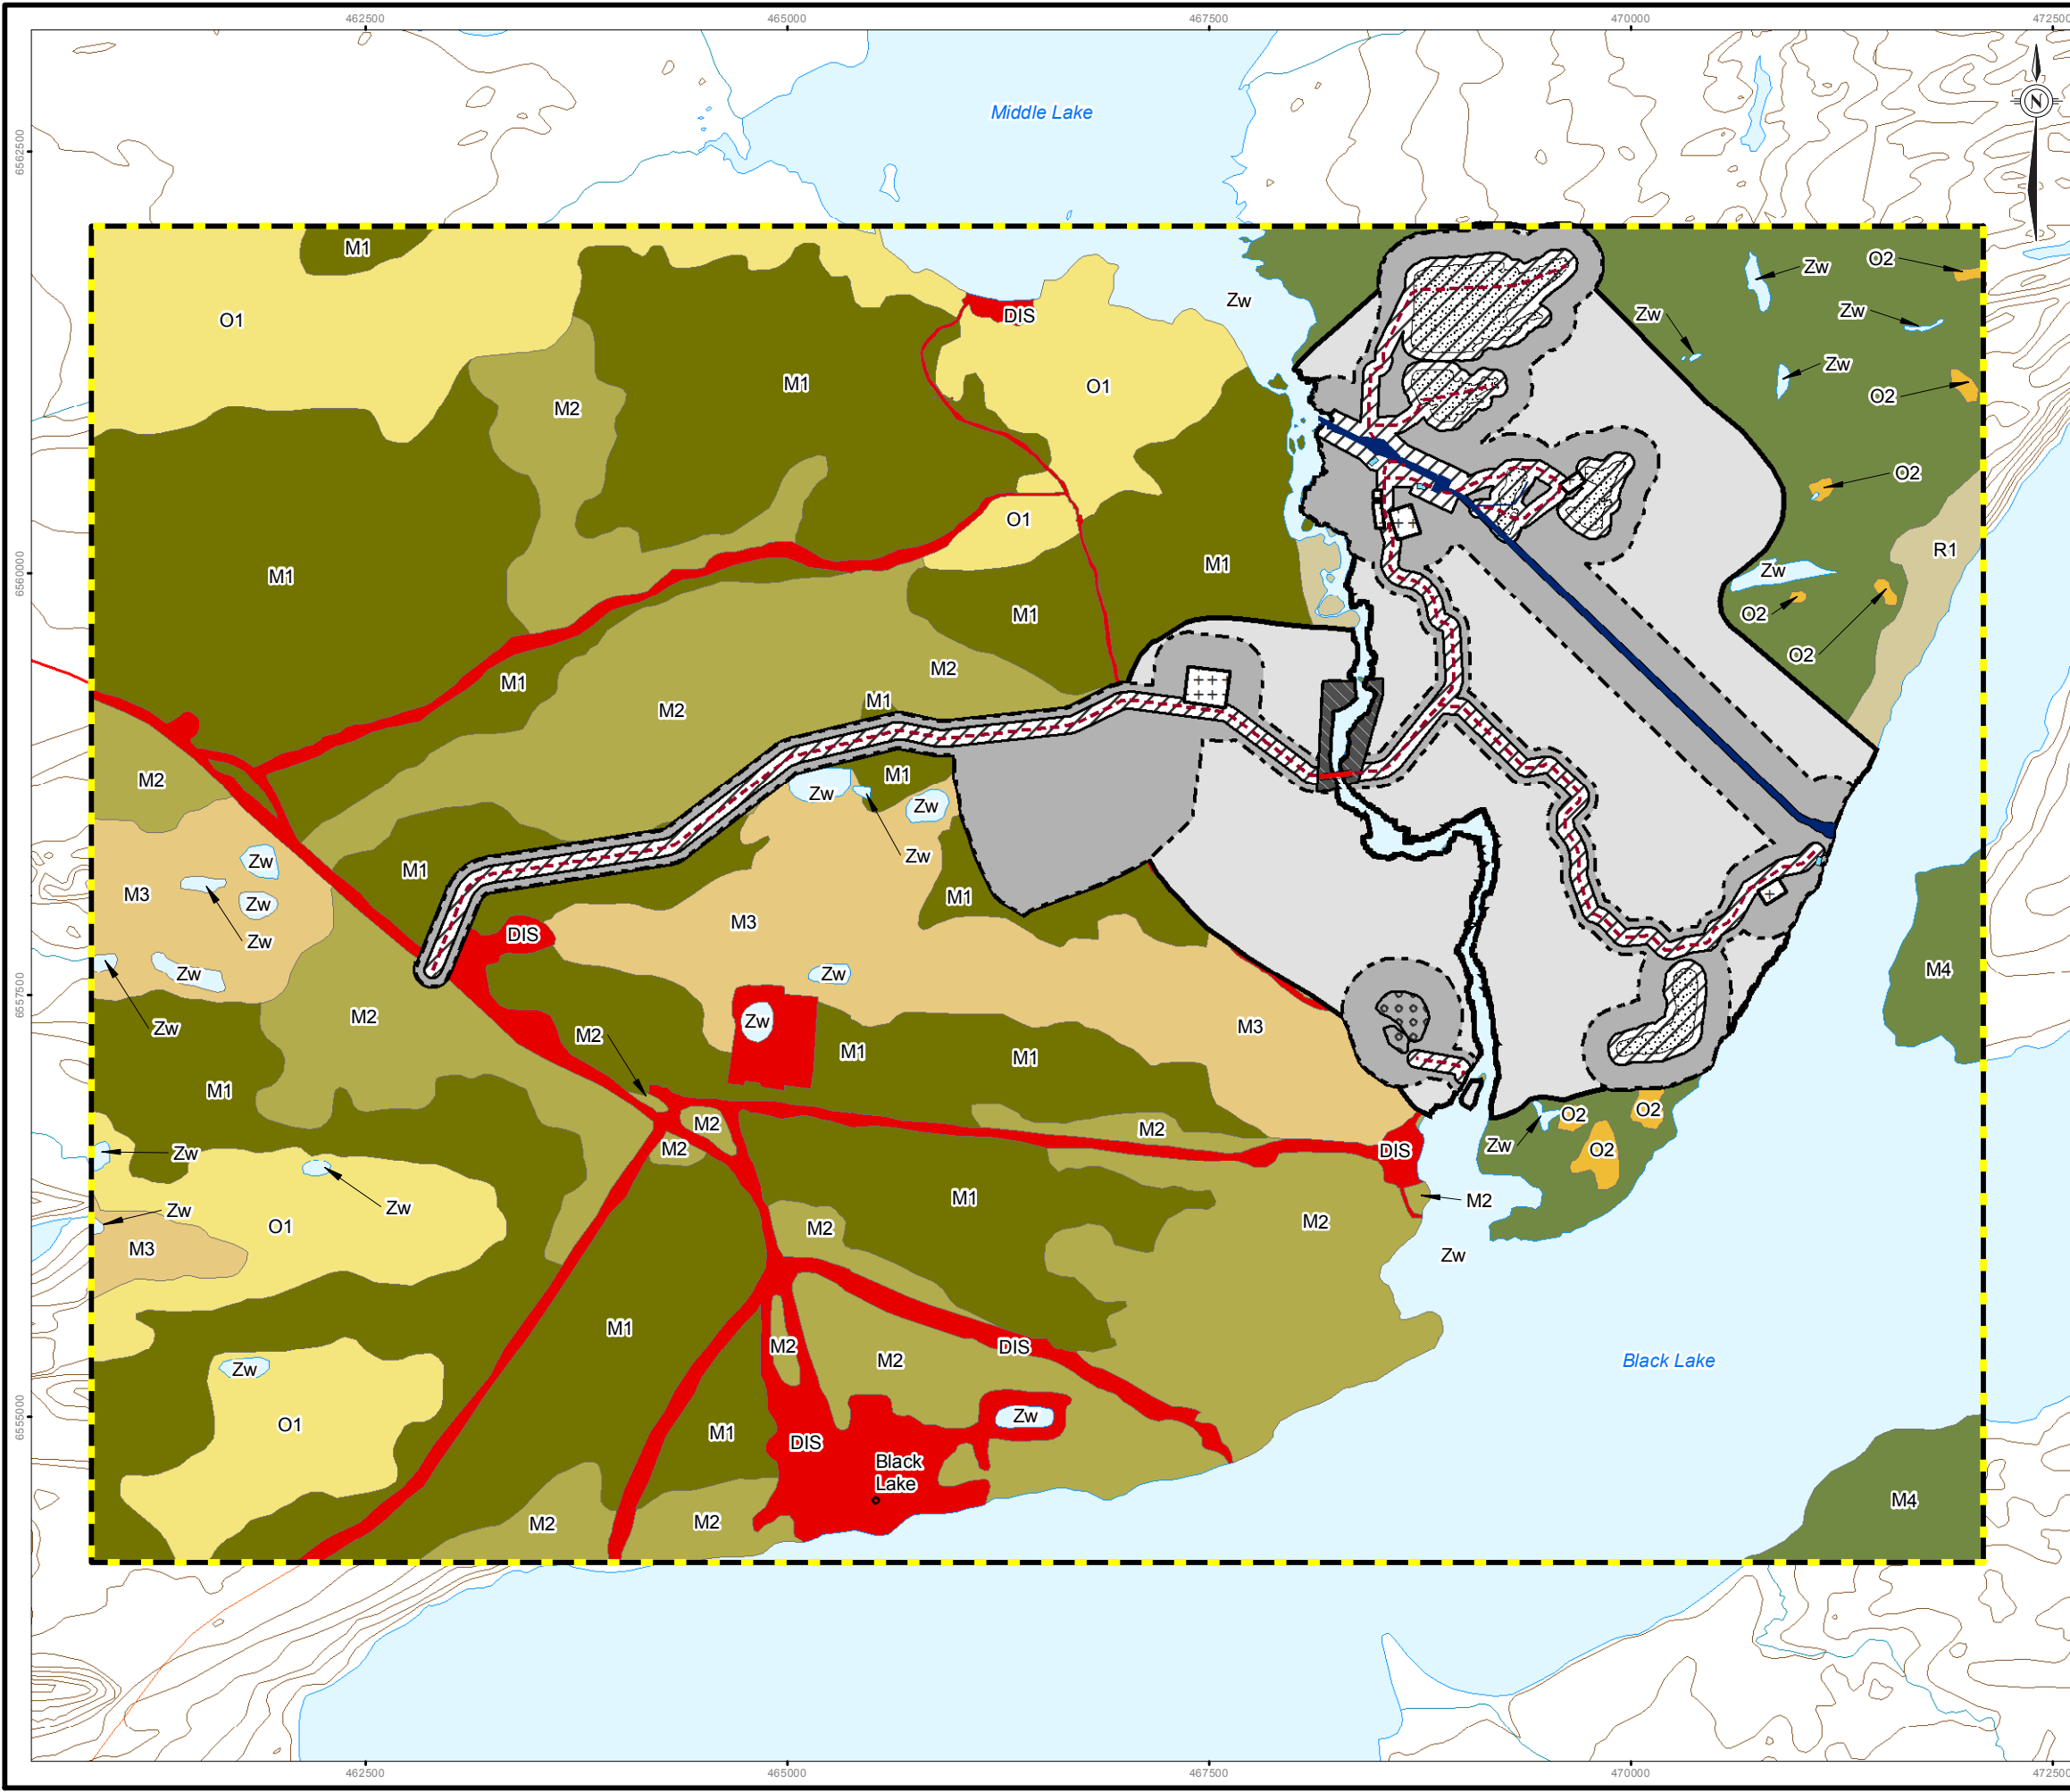 462500 465000 467500 470000 472500
N
Middle Lake
6562500
M1 Zw O2
Zw
O1 DIS Zw Zw
M1 O1 Zw
M2 O2
O2
O1
R1
M1 M1 Zw
6560000
M1 O2
M2 O2
M1 M1
M2
M2 M1
Zw Zw
Zw Zw
M1
M3 M1
Zw M3
Zw DIS
Zw Zw M4
6557500
M2 Zw M3
Zw M2 M1 M1
M1
M2 M2 O2 O2
Zw M2 DIS Zw O2
Zw Zw M1 M2
O1 M2 M2
M3 Zw
M1 DIS
Zw M2 M2 Black Lake
6555000
O1 M1 DIS Zw
Black
Lake
M2 M2 M4
462500 465000 467500 470000 472500